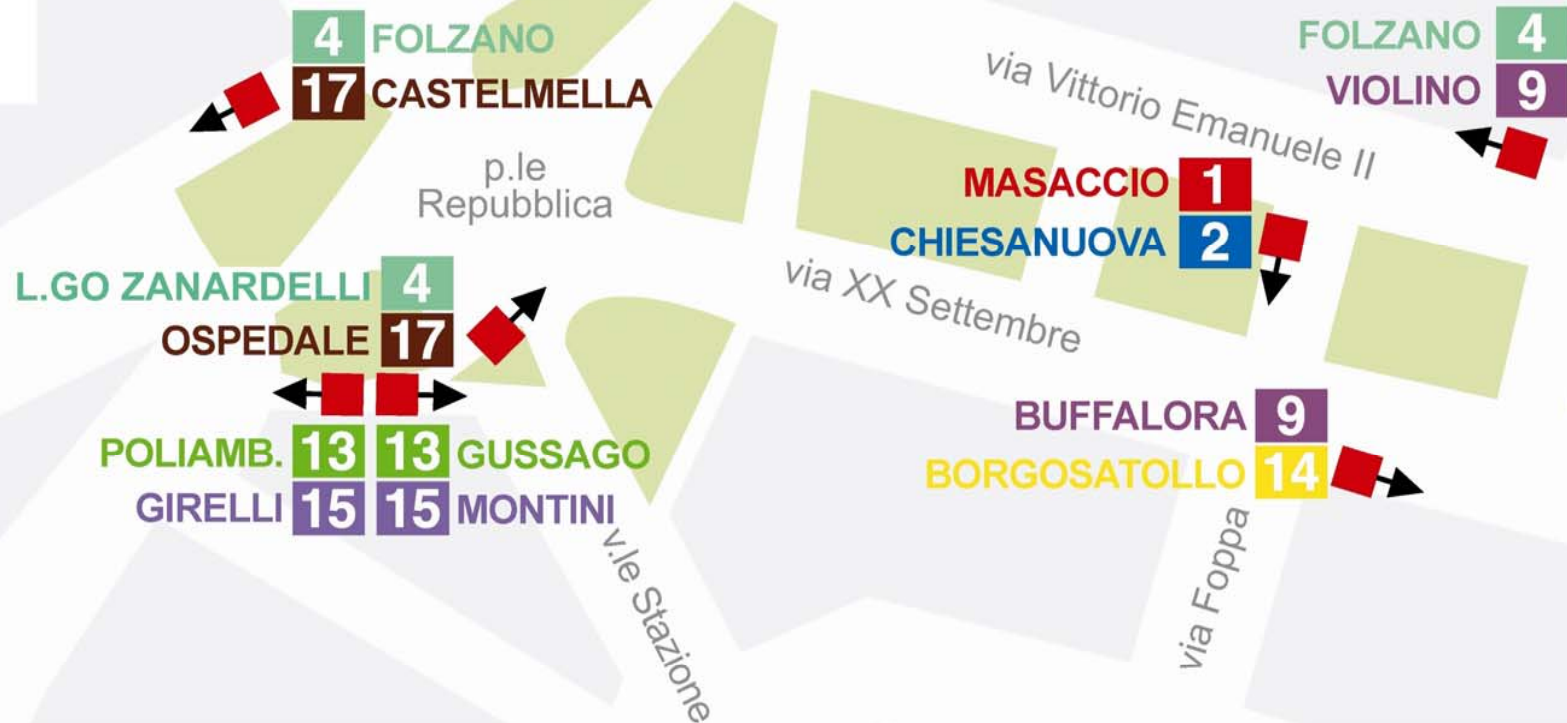 4 FOLZANO
17 CASTELMELLA
p.le
Repubblica
via Vittorio Emanuele II
FOLZANO 4
VIOLINO 9
MASACCIO 1
CHIESANUOVA 2
L.GO ZANARDELLI 4
OSPEDALE 17
via XX Settembre
POLIAMB. 13 13 GUSSAGO
GIRELLI 15 15 MONTINI
BUFFALORA 9
BORGOSATOLLO 14
v.le Stazione
via Foppa